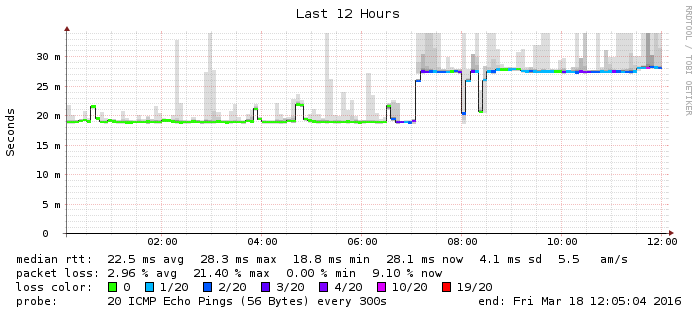 Last 12 Hours
RRDTOOL / TOBI OETIKER
Seconds
30 m
25 m
20 m
15 m
10 m
5 m
0
02:00 04:00 06:00 08:00 10:00 12:00
median rtt: 22.5 ms avg 28.3 ms max 18.8 ms min 28.1 ms now 4.1 ms sd 5.5 am/s
packet loss: 2.96 % avg 21.40 % max 0.00 % min 9.10 % now
loss color: 0 1/20 2/20 3/20 4/20 10/20 19/20
probe: 20 ICMP Echo Pings (56 Bytes) every 300s end: Fri Mar 18 12:05:04 2016